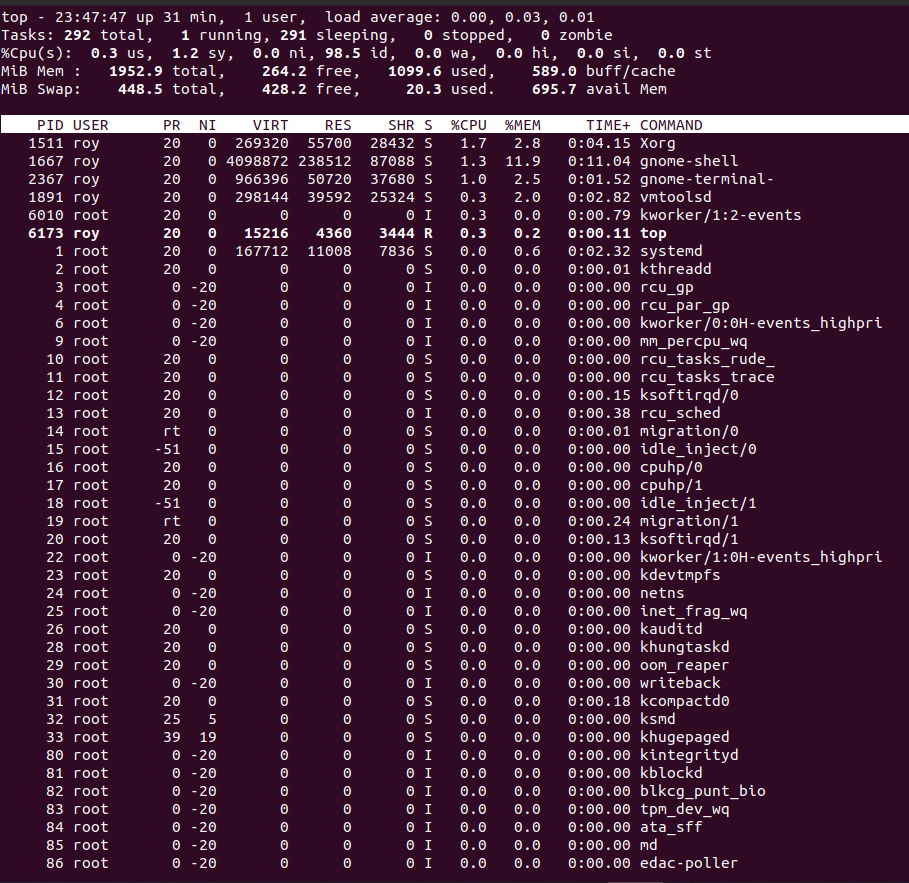 top - 23:47:47 up 31 min,  1 user,  load average: 0.00, 0.03, 0.01
Tasks: 292 total,   1 running, 291 sleeping,   0 stopped,   0 zombie
%Cpu(s):  0.3 us,  1.2 sy,  0.0 ni, 98.5 id,  0.0 wa,  0.0 hi,  0.0 si,  0.0 st
MiB Mem :   1952.9 total,    264.2 free,   1099.6 used,    589.0 buff/cache
MiB Swap:    448.5 total,    428.2 free,     20.3 used.    695.7 avail Mem
    PID USER      PR  NI    VIRT    RES    SHR S  %CPU  %MEM     TIME+ COMMAND
   1511 roy       20   0  269320  55700  28432 S   1.7   2.8   0:04.15 Xorg
   1667 roy       20   0 4098872 238512  87088 S   1.3  11.9   0:11.04 gnome-shell
   2367 roy       20   0  966396  50720  37680 S   1.0   2.5   0:01.52 gnome-terminal-
   1891 roy       20   0  298144  39592  25324 S   0.3   2.0   0:02.82 vmtoolsd
   6010 root      20   0       0      0      0 I   0.3   0.0   0:00.79 kworker/1:2-events
   6173 roy       20   0   15216   4360   3444 R   0.3   0.2   0:00.11 top
      1 root      20   0  167712  11008   7836 S   0.0   0.6   0:02.32 systemd
      2 root      20   0       0      0      0 S   0.0   0.0   0:00.01 kthreadd
      3 root       0 -20       0      0      0 I   0.0   0.0   0:00.00 rcu_gp
      4 root       0 -20       0      0      0 I   0.0   0.0   0:00.00 rcu_par_gp
      6 root       0 -20       0      0      0 I   0.0   0.0   0:00.00 kworker/0:0H-events_highpri
      9 root       0 -20       0      0      0 I   0.0   0.0   0:00.00 mm_percpu_wq
     10 root      20   0       0      0      0 S   0.0   0.0   0:00.00 rcu_tasks_rude_
     11 root      20   0       0      0      0 S   0.0   0.0   0:00.00 rcu_tasks_trace
     12 root      20   0       0      0      0 S   0.0   0.0   0:00.15 ksoftirqd/0
     13 root      20   0       0      0      0 I   0.0   0.0   0:00.38 rcu_sched
     14 root      rt   0       0      0      0 S   0.0   0.0   0:00.01 migration/0
     15 root     -51   0       0      0      0 S   0.0   0.0   0:00.00 idle_inject/0
     16 root      20   0       0      0      0 S   0.0   0.0   0:00.00 cpuhp/0
     17 root      20   0       0      0      0 S   0.0   0.0   0:00.00 cpuhp/1
     18 root     -51   0       0      0      0 S   0.0   0.0   0:00.00 idle_inject/1
     19 root      rt   0       0      0      0 S   0.0   0.0   0:00.24 migration/1
     20 root      20   0       0      0      0 S   0.0   0.0   0:00.13 ksoftirqd/1
     22 root       0 -20       0      0      0 I   0.0   0.0   0:00.00 kworker/1:0H-events_highpri
     23 root      20   0       0      0      0 S   0.0   0.0   0:00.00 kdevtmpfs
     24 root       0 -20       0      0      0 I   0.0   0.0   0:00.00 netns
     25 root       0 -20       0      0      0 I   0.0   0.0   0:00.00 inet_frag_wq
     26 root      20   0       0      0      0 S   0.0   0.0   0:00.00 kauditd
     28 root      20   0       0      0      0 S   0.0   0.0   0:00.00 khungtaskd
     29 root      20   0       0      0      0 S   0.0   0.0   0:00.00 oom_reaper
     30 root       0 -20       0      0      0 I   0.0   0.0   0:00.00 writeback
     31 root      20   0       0      0      0 S   0.0   0.0   0:00.18 kcompactd0
     32 root      25   5       0      0      0 S   0.0   0.0   0:00.00 ksmd
     33 root      39  19       0      0      0 S   0.0   0.0   0:00.00 khugepaged
     80 root       0 -20       0      0      0 I   0.0   0.0   0:00.00 kintegrityd
     81 root       0 -20       0      0      0 I   0.0   0.0   0:00.00 kblockd
     82 root       0 -20       0      0      0 I   0.0   0.0   0:00.00 blkcg_punt_bio
     83 root       0 -20       0      0      0 I   0.0   0.0   0:00.00 tpm_dev_wq
     84 root       0 -20       0      0      0 I   0.0   0.0   0:00.00 ata_sff
     85 root       0 -20       0      0      0 I   0.0   0.0   0:00.00 md
     86 root       0 -20       0      0      0 I   0.0   0.0   0:00.00 edac-poller